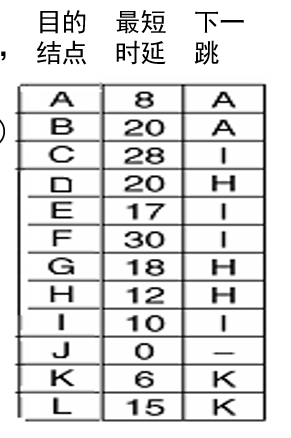 目的 最短 下一
， 结点 时延 跳
A 8 A
B 20 A
) C 28 I
D 20 H
E 17 I
F 30 I
G 18 H
H 12 H
I 10 I
J 0 –
K 6 K
L 15 K